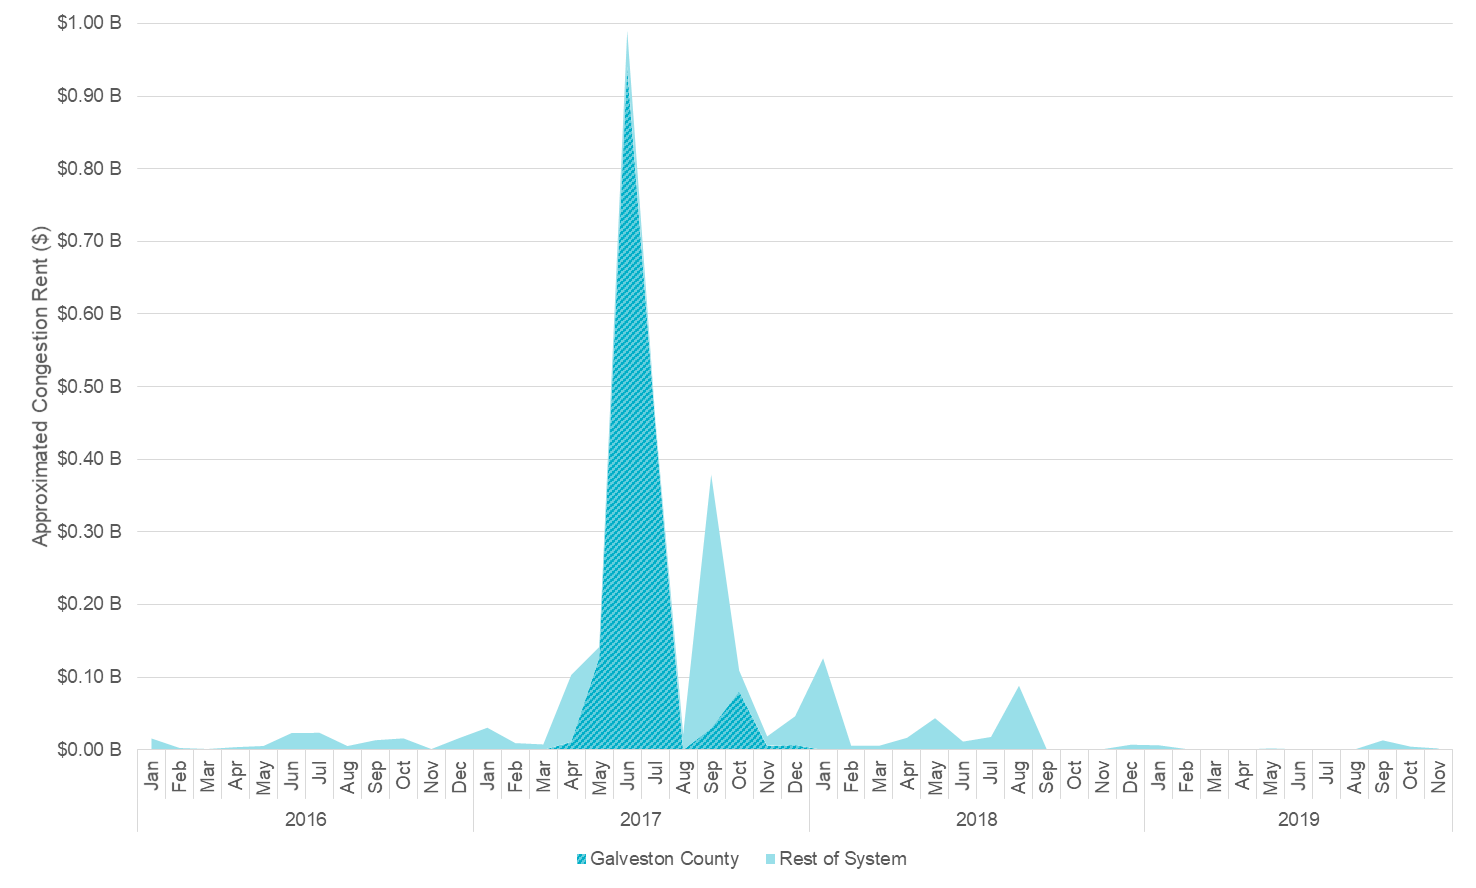 $1.00 B
$0.90 B
$0.80 B
$0.70 B
$0.60 B
$0.50 B
$0.40 B
$0.30 B
$0.20 B
$0.10 B
$0.00 B
Approximated Congestion Rent ($)
Jan Feb Mar Apr May Jun Jul Aug Sep Oct Nov Dec Jan Feb Mar Apr May Jun Jul Aug Sep Oct Nov Dec Jan Feb Mar Apr May Jun Jul Aug Sep Oct Nov Dec Jan Feb Mar Apr May Jun Jul Aug Sep Oct Nov
2016 2017 2018 2019
Galveston County Rest of System